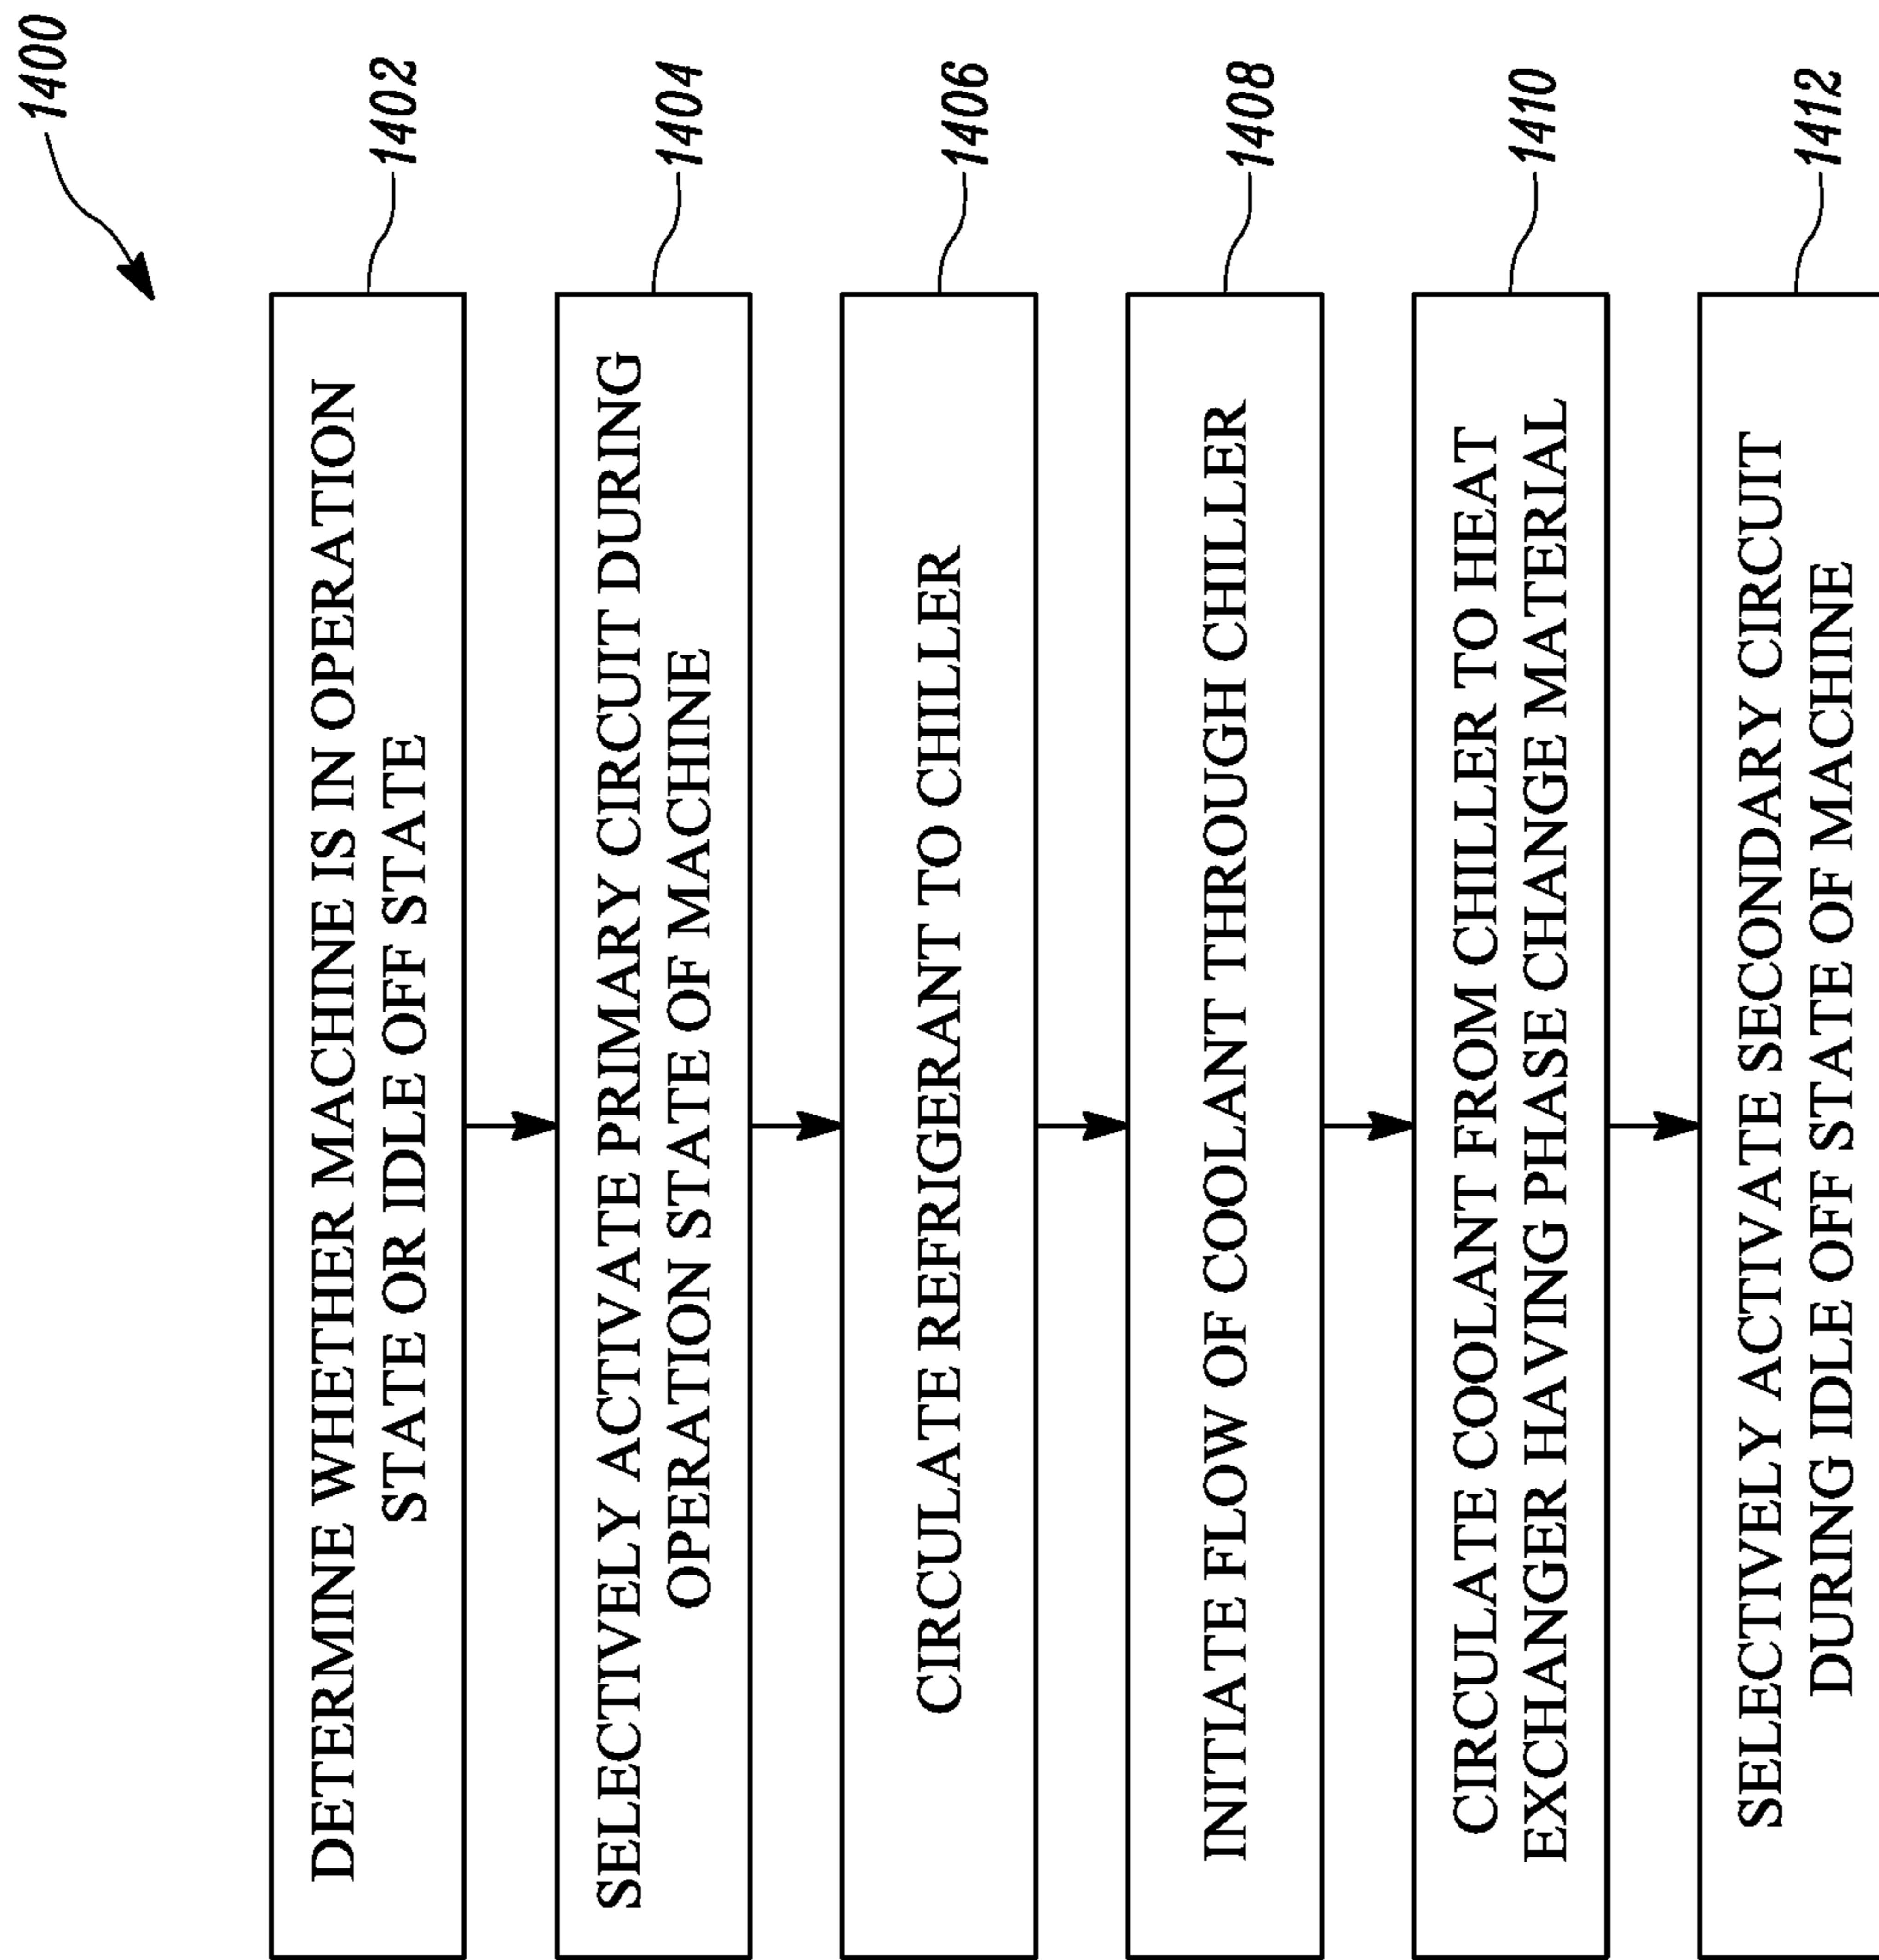 1400
DETERMINE WHETHER MACHINE IS IN OPERATION
STATE OR IDLE OFF STATE
1402
SELECTIVELY ACTIVATE PRIMARY CIRCUIT DURING
OPERATION STATE OF MACHINE
1404
CIRCULATE REFRIGERANT TO CHILLER
1406
INITIATE FLOW OF COOLANT THROUGH CHILLER
1408
CIRCULATE COOLANT FROM CHILLER TO HEAT
EXCHANGER HAVING PHASE CHANGE MATERIAL
1410
SELECTIVELY ACTIVATE SECONDARY CIRCUIT
DURING IDLE OFF STATE OF MACHINE
1412